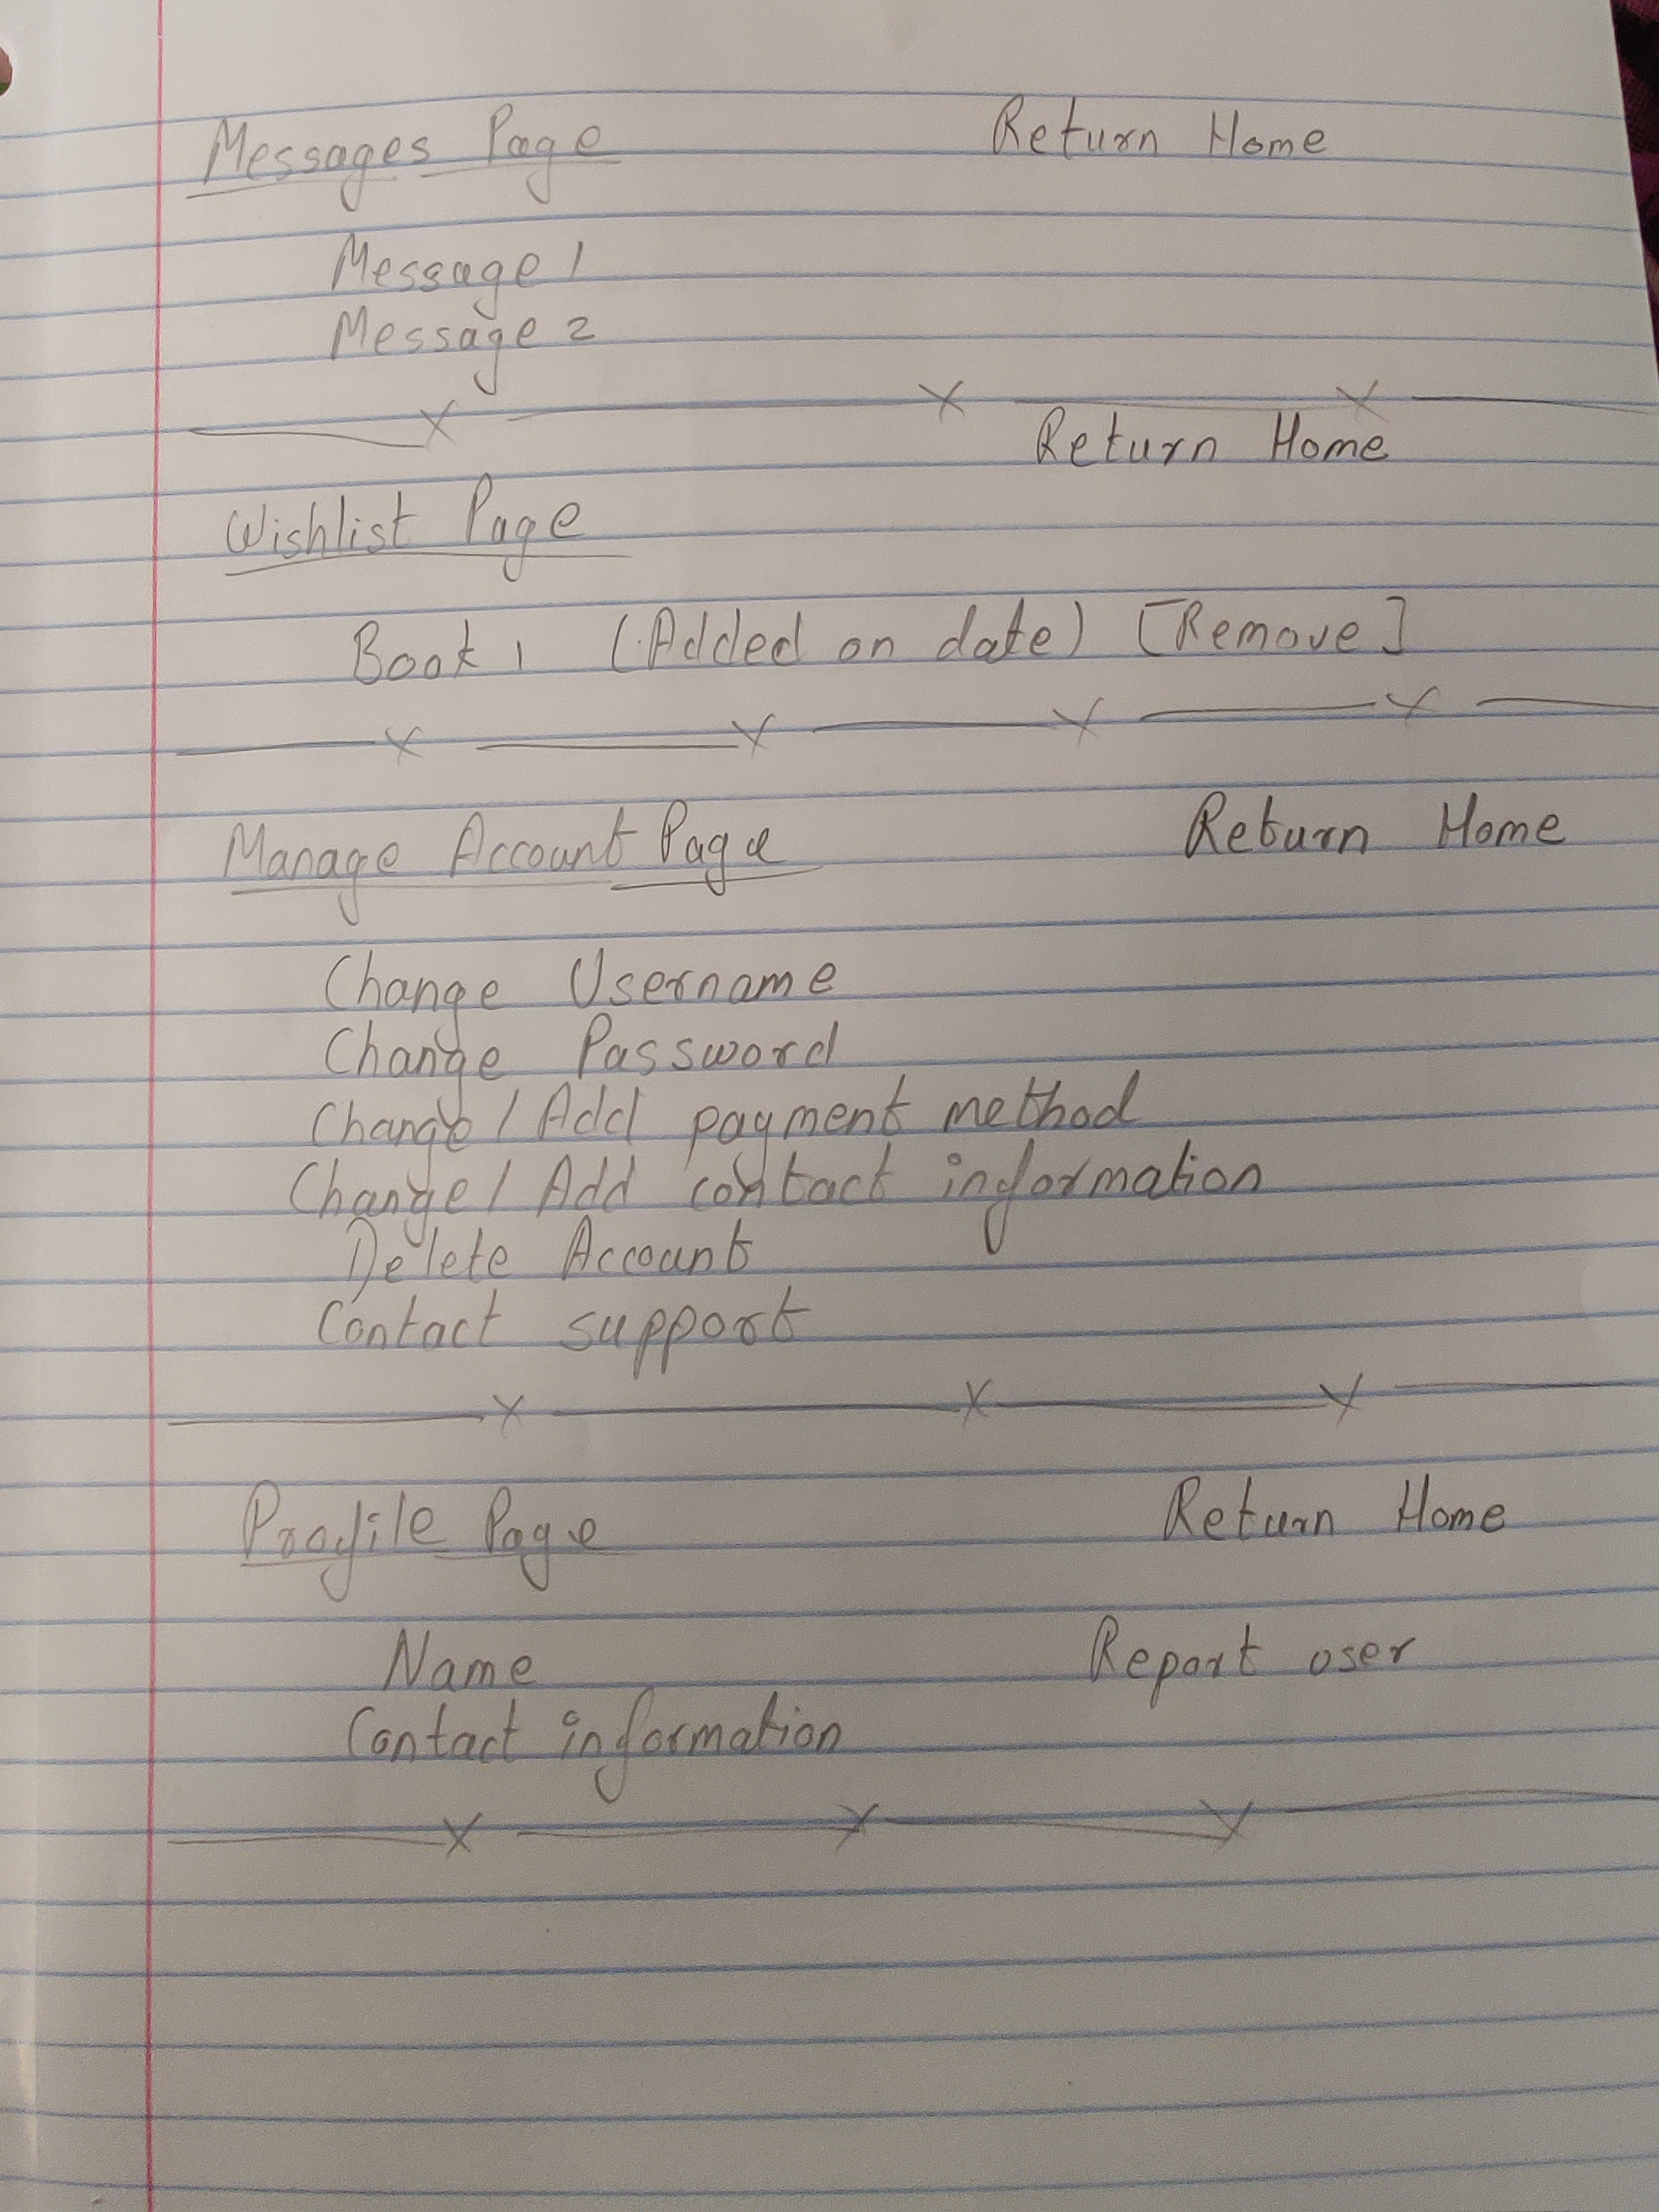 Messages Page Return Home
Message 1
Message 2
Return Home
Wishlist Page
Book 1 (Added on date) [Remove]
Manage Account Page Return Home
Change Username
Change Password
Change / Add payment method
Change / Add contact information
Delete Account
Contact support
Profile Page Return Home
Name Report user
Contact information